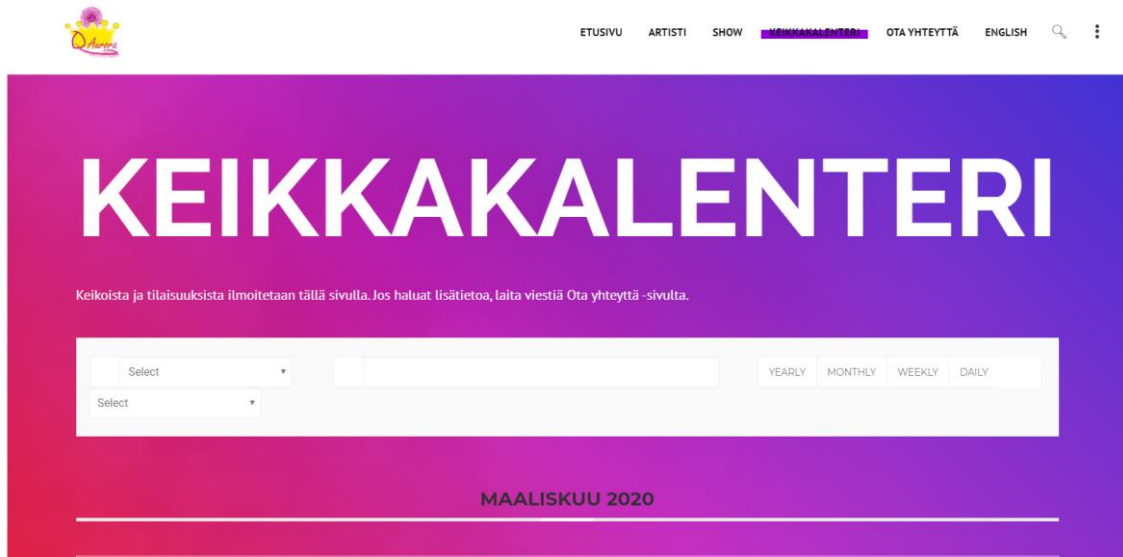 Q Aurora
ETUSIVU ARTISTI SHOW KEIKKAKALENTERI OTA YHTEYTTÄ ENGLISH
KEIKKAKALENTERI
Keikoista ja tilaisuuksista ilmoitetaan tällä sivulla. Jos haluat lisätietoa, laita viestiä Ota yhteyttä -sivulta.
Select YEARLY MONTHLY WEEKLY DAILY
Select
MAALISKUU 2020